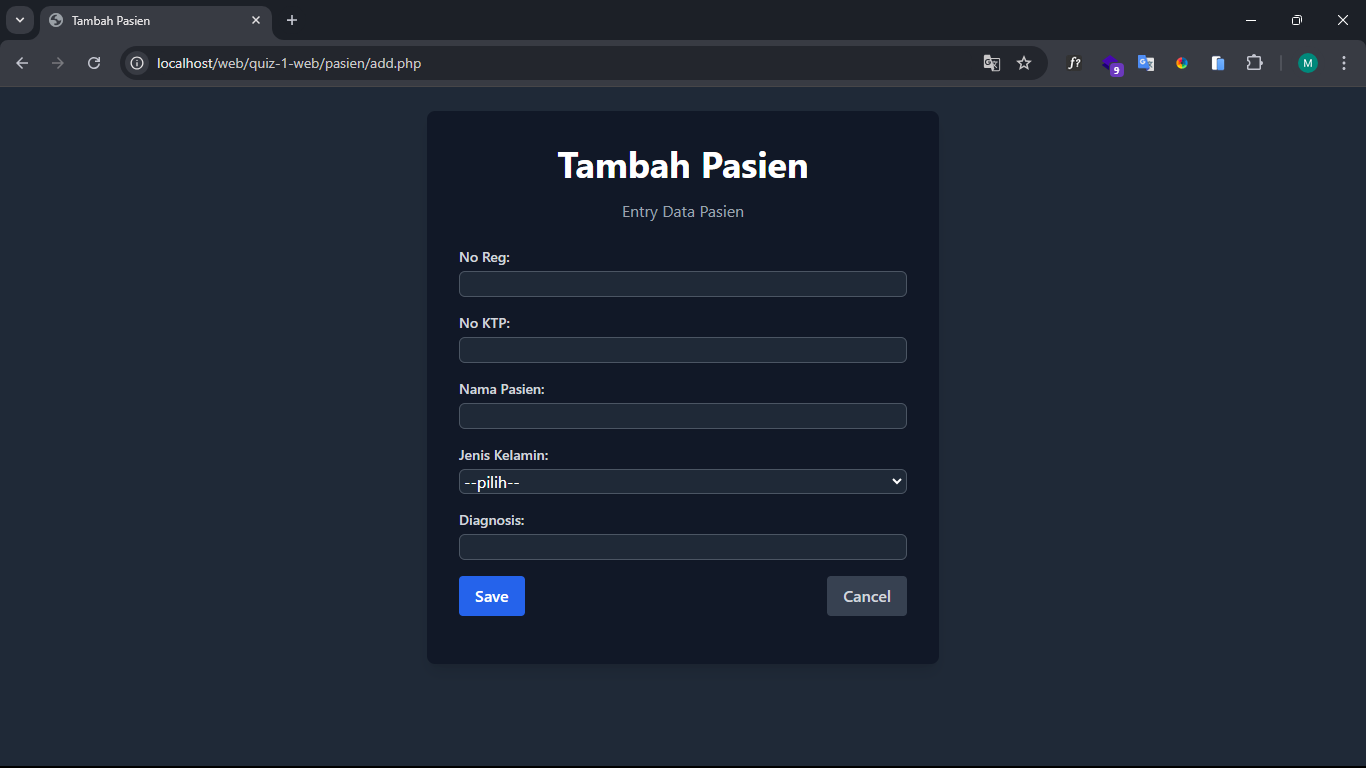 Tambah Pasien
localhost/web/quiz-1-web/pasien/add.php
f?
9
G
M
Tambah Pasien
Entry Data Pasien
No Reg:
No KTP:
Nama Pasien:
Jenis Kelamin:
--pilih--
Diagnosis:
Save
Cancel